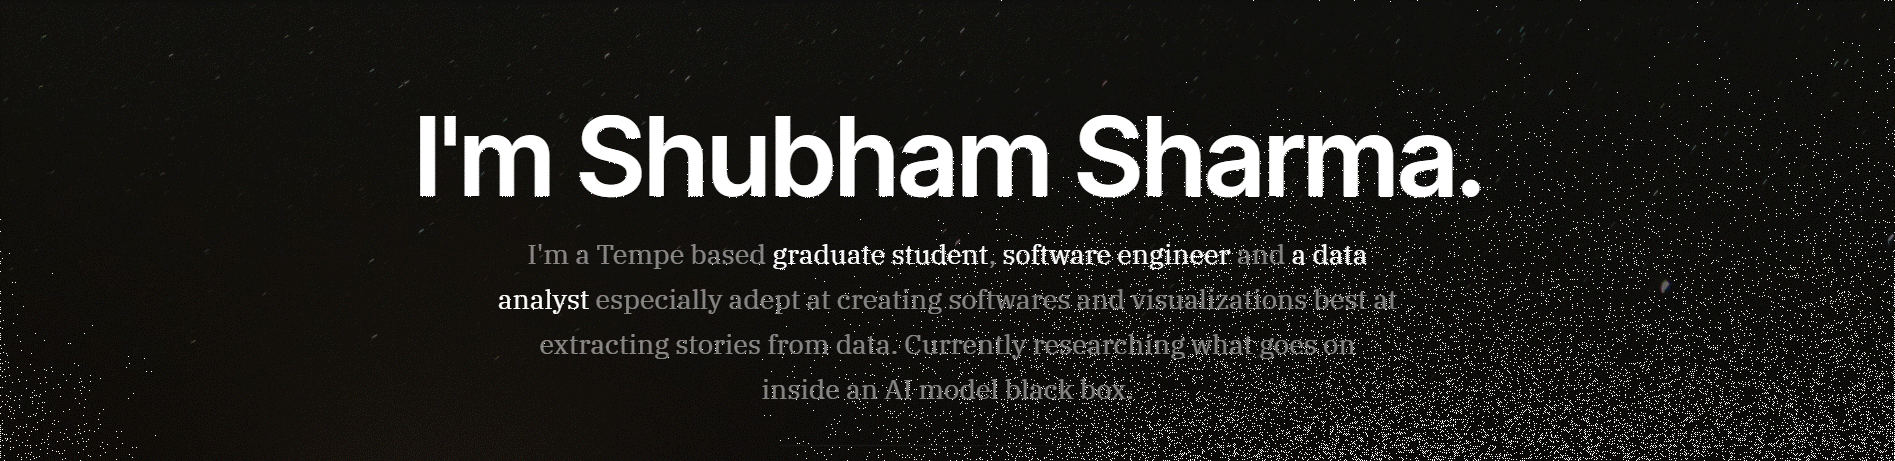 I'm Shubham Sharma.
I'm a Tempe based graduate student, software engineer and a data
analyst especially adept at creating softwares and visualizations best at
extracting stories from data. Currently researching what goes on
inside an AI model black box.